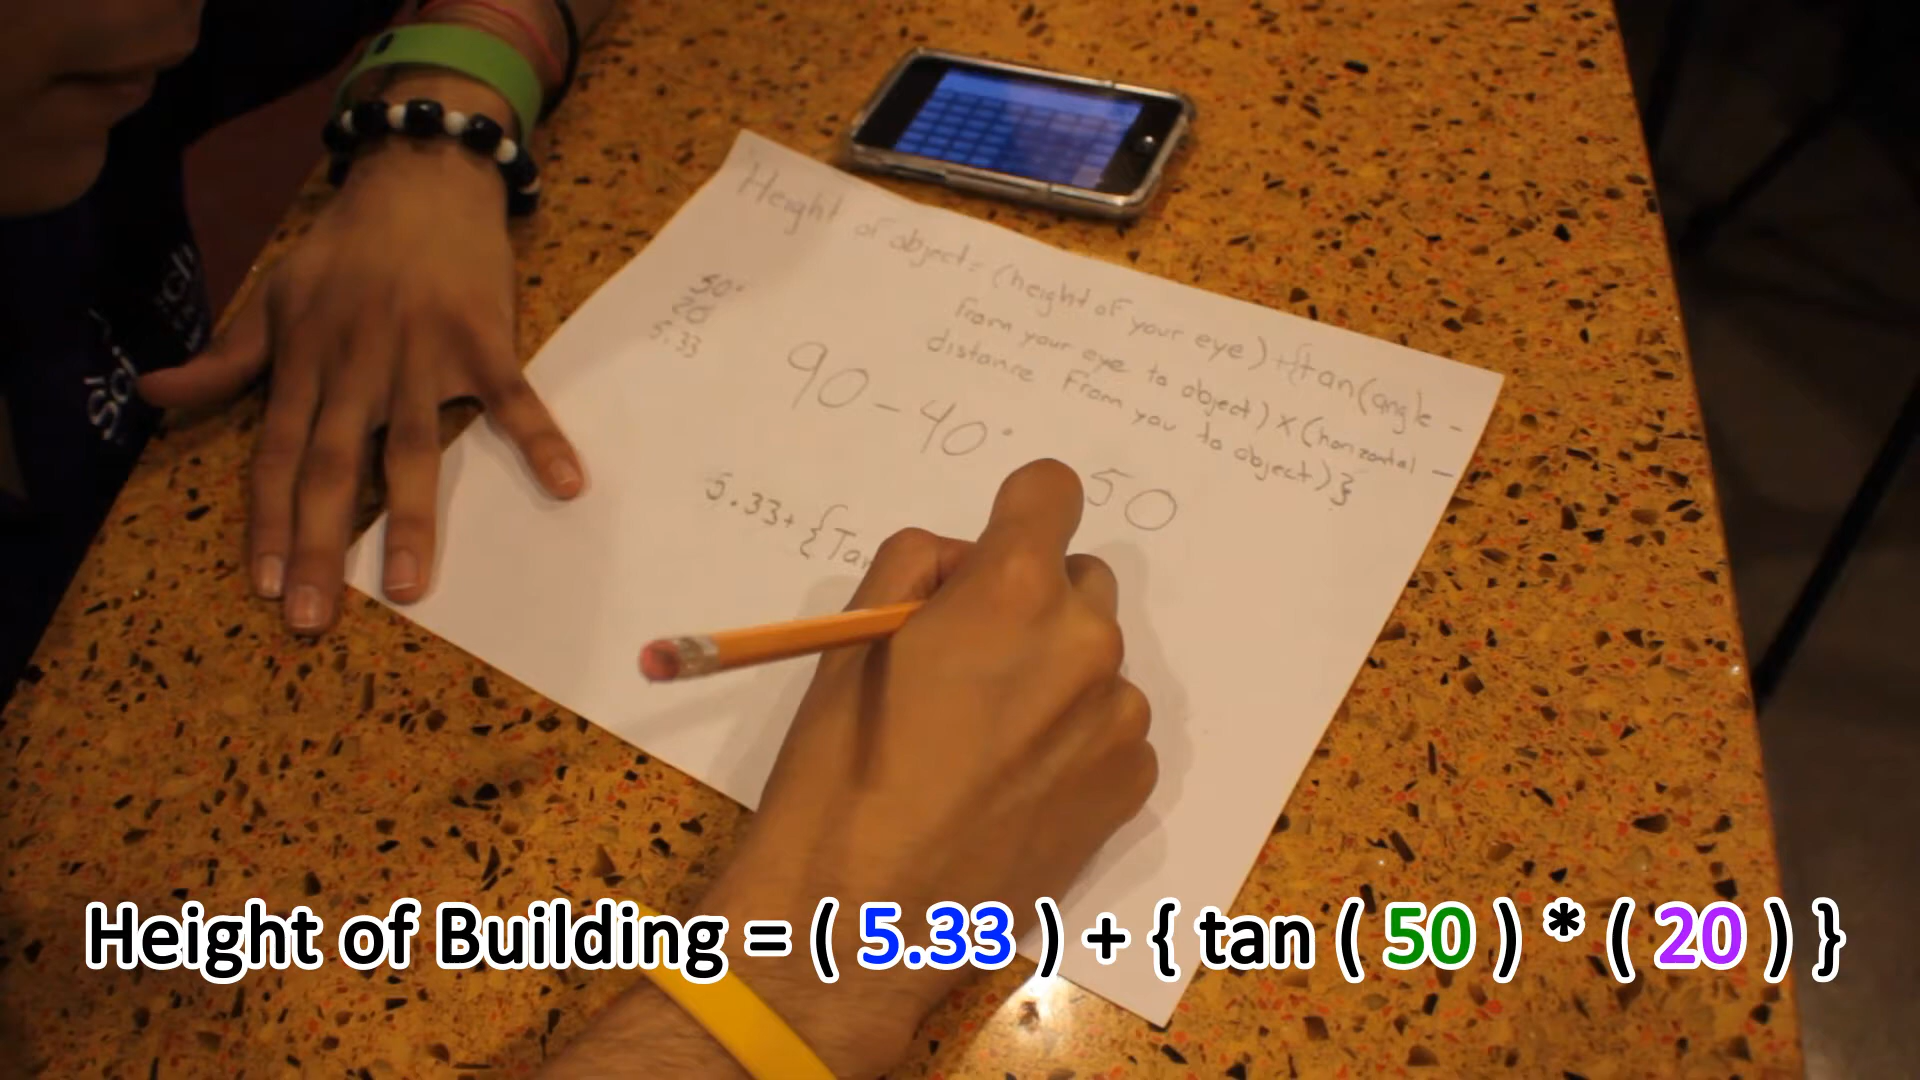 Height of object = (height of your eye) + {tan(angle -
from your eye to object) x (horizontal -
distance from you to object)}
50°
20
5.33
90 - 40° 50
5.33 + {Tan
Height of Building = ( 5.33 ) + { tan ( 50 ) * ( 20 ) }